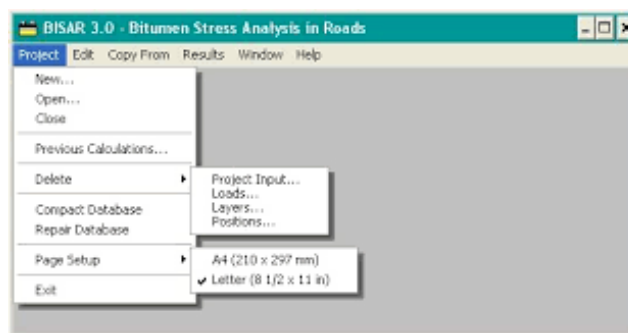 BISAR 3.0 - Bitumen Stress Analysis in Roads
Project Edit Copy From Results Window Help
New...
Open...
Close
Previous Calculations...
Delete
Project Input...
Loads...
Layers...
Positions...
Compact Database
Repair Database
Page Setup
A4 (210 x 297 mm)
Letter (8 1/2 x 11 in)
Exit